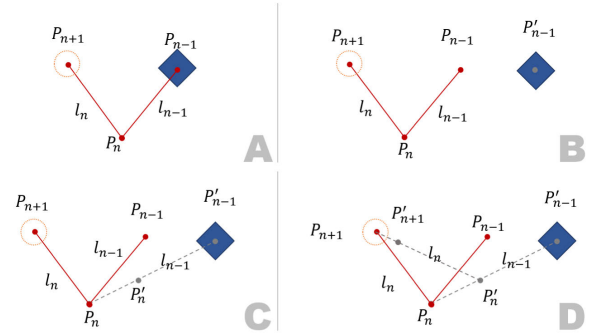 P_{n+1}
P_{n-1}
l_n
l_{n-1}
P_n
A
P_{n+1}
P_{n-1}
P'_{n-1}
l_n
l_{n-1}
P_n
B
P_{n+1}
P_{n-1}
P'_{n-1}
l_{n-1}
l_{n-1}
l_n
P'_n
P_n
C
P_{n+1}
P'_{n+1}
P_{n-1}
P'_{n-1}
l_n
l_{n-1}
l_n
P'_n
P_n
D